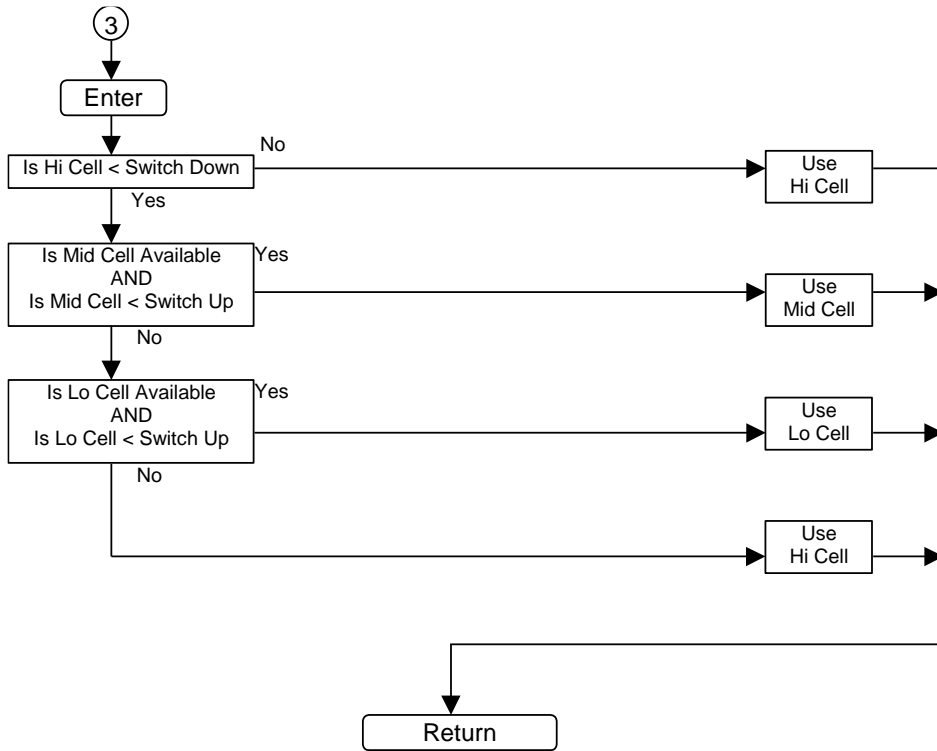 3
Enter
Is Hi Cell < Switch Down
No
Use
Hi Cell
Yes
Is Mid Cell Available
AND
Is Mid Cell < Switch Up
Yes
Use
Mid Cell
No
Is Lo Cell Available
AND
Is Lo Cell < Switch Up
Yes
Use
Lo Cell
No
Use
Hi Cell
Return